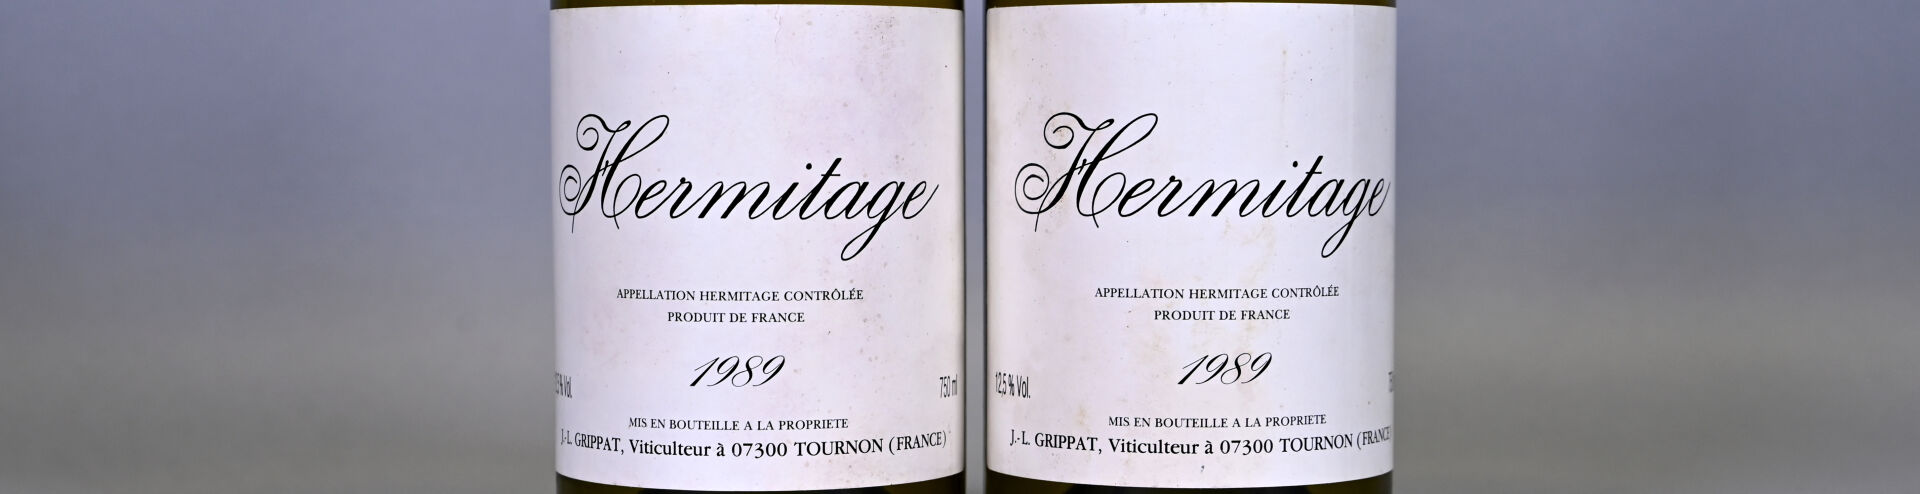 Hermitage
APPELLATION HERMITAGE CONTRÔLÉE
PRODUIT DE FRANCE
1989
750 ml
MIS EN BOUTEILLE A LA PROPRIETE
J.-L. GRIPPAT, Viticulteur à 07300 TOURNON (FRANCE)
Hermitage
APPELLATION HERMITAGE CONTRÔLÉE
PRODUIT DE FRANCE
1989
12,5 % Vol.
MIS EN BOUTEILLE A LA PROPRIETE
J.-L. GRIPPAT, Viticulteur à 07300 TOURNON (FRANCE